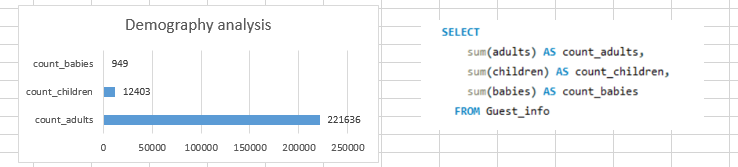 Demography analysis
count_babies 949
count_children 12403
count_adults 221636
0 50000 100000 150000 200000 250000
SELECT
sum(adults) AS count_adults,
sum(children) AS count_children,
sum(babies) AS count_babies
FROM Guest_info